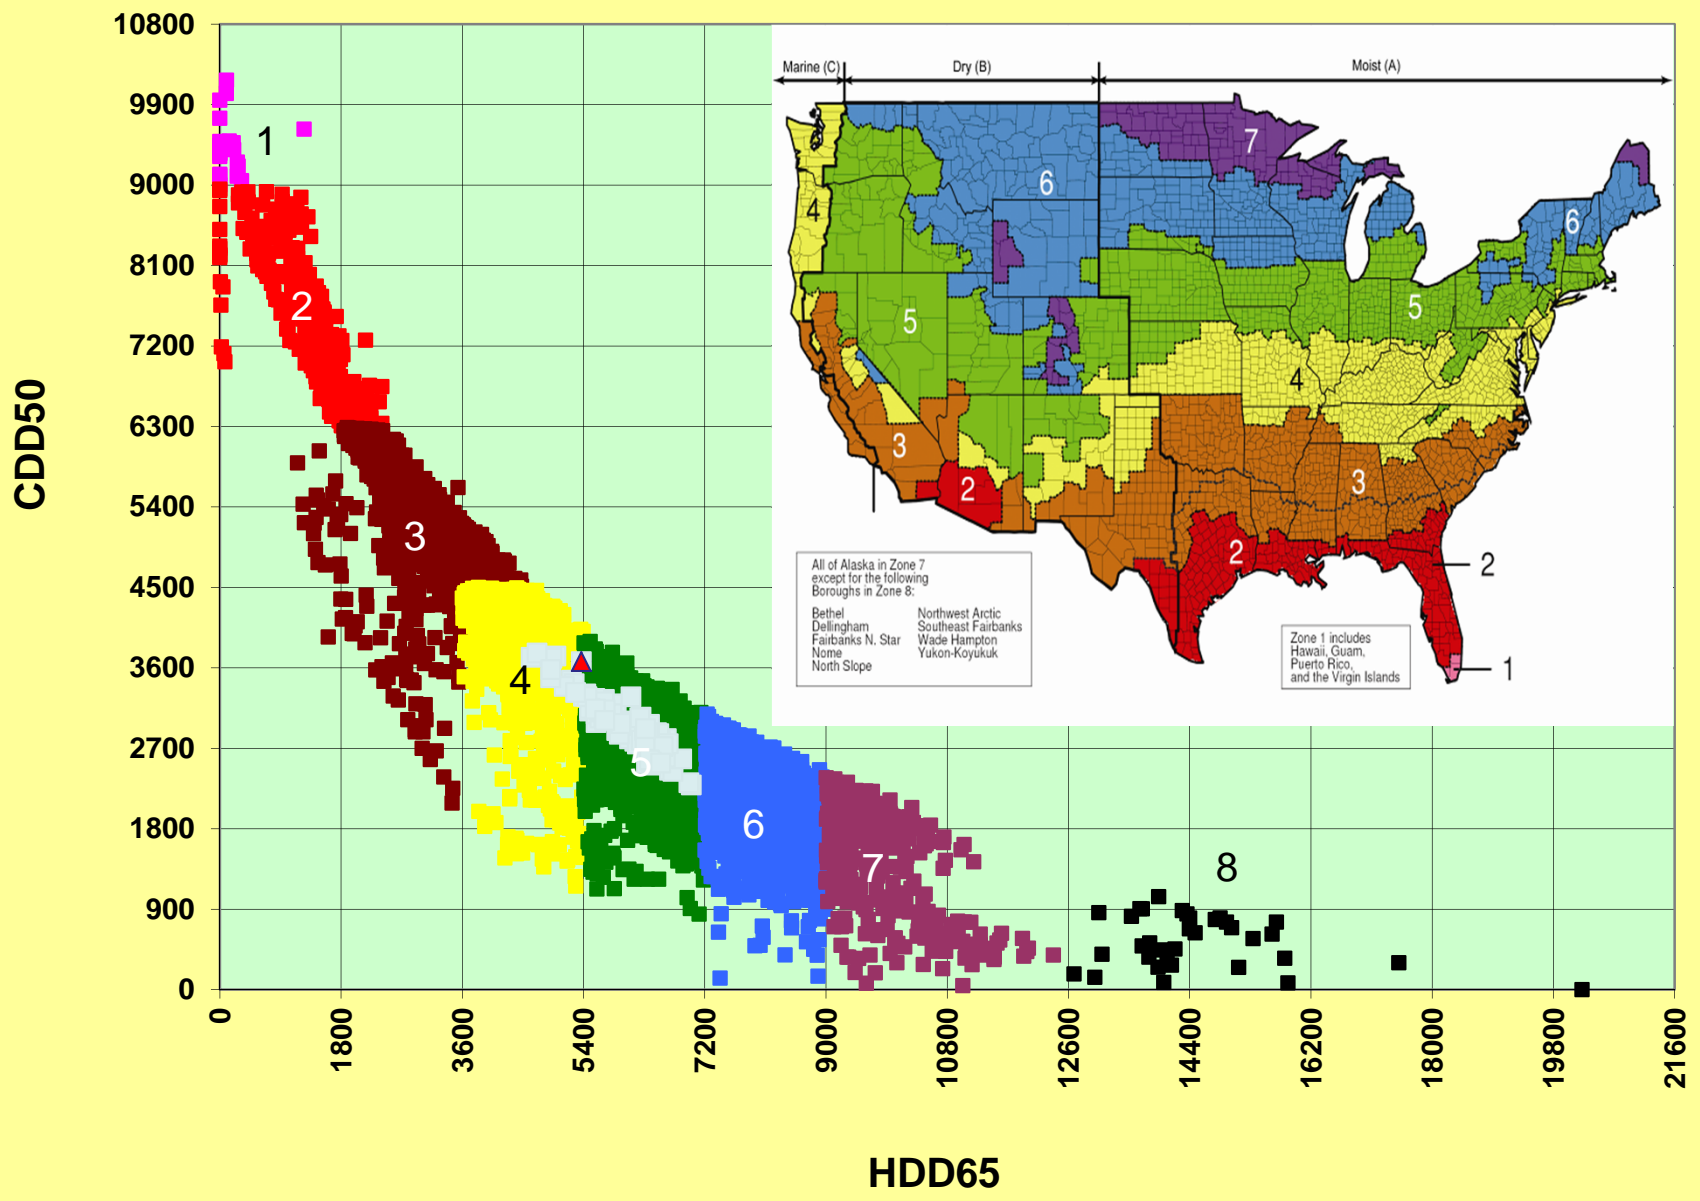 10800
9900
9000
8100
7200
6300
5400
4500
3600
2700
1800
900
0
CDD50
1
2
3
4
5
6
7
8
0
1800
3600
5400
7200
9000
10800
12600
14400
16200
18000
19800
21600
HDD65
Marine (C)
Dry (B)
Moist (A)
7
6
4
6
5
5
4
3
3
2
2
2
1
All of Alaska in Zone 7
except for the following
Boroughs in Zone 8:
Bethel
Dellingham
Fairbanks N. Star
Nome
North Slope
Northwest Arctic
Southeast Fairbanks
Wade Hampton
Yukon-Koyukuk
Zone 1 includes
Hawaii, Guam,
Puerto Rico,
and the Virgin Islands